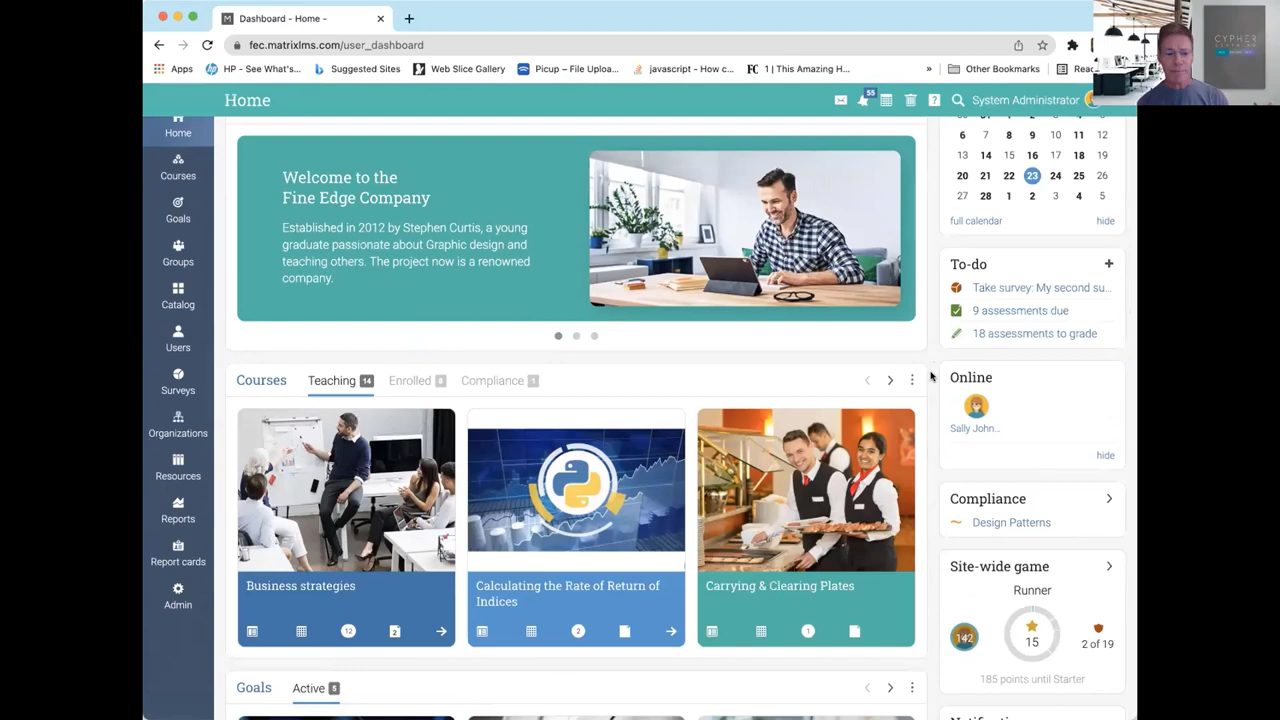 Dashboard - Home -
fec.matrixlms.com/user_dashboard
Apps
HP - See What's...
Suggested Sites
Web Slice Gallery
Picup – File Uploa...
javascript - How c...
1 | This Amazing H...
»
Other Bookmarks
CYPHER
Home
55
System Administrator
Home
Courses
Goals
Groups
Catalog
Users
Surveys
Organizations
Resources
Reports
Report cards
Admin
Welcome to the
Fine Edge Company
Established in 2012 by Stephen Curtis, a young
graduate passionate about Graphic design and
teaching others. The project now is a renowned
company.
6 7 8 9 10 11 12
13 14 15 16 17 18 19
20 21 22 23 24 25 26
27 28 1 2 3 4 5
full calendar hide
To-do
Take survey: My second su...
9 assessments due
18 assessments to grade
Courses Teaching 14 Enrolled 8 Compliance 1
Online
Sally John...
hide
Business strategies
12
2
Calculating the Rate of Return of
Indices
2
Carrying & Clearing Plates
1
Compliance
Design Patterns
Site-wide game
Runner
142
15
2 of 19
185 points until Starter
Goals Active 5